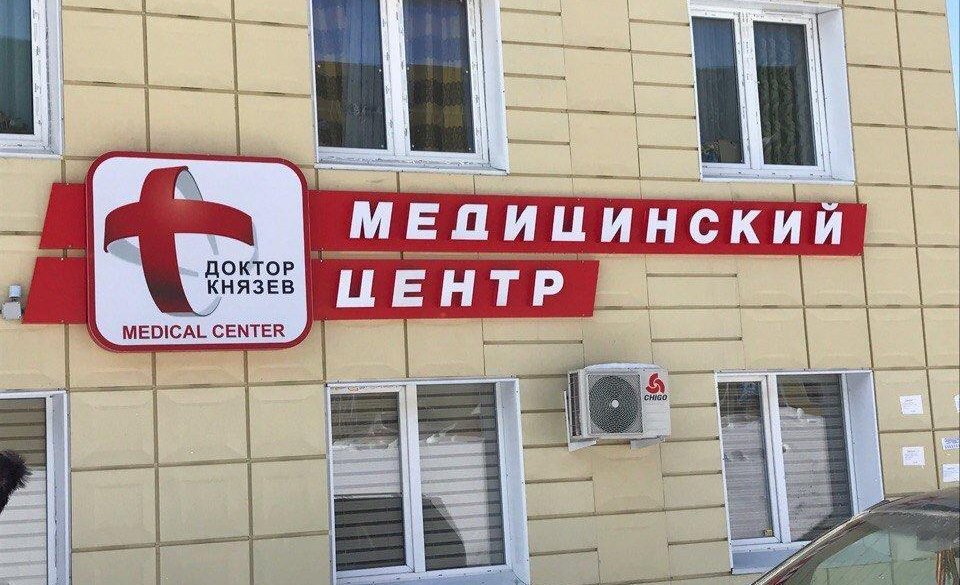 ДОКТОР
КНЯЗЕВ
MEDICAL CENTER
МЕДИЦИНСКИЙ
ЦЕНТР
CHIGO